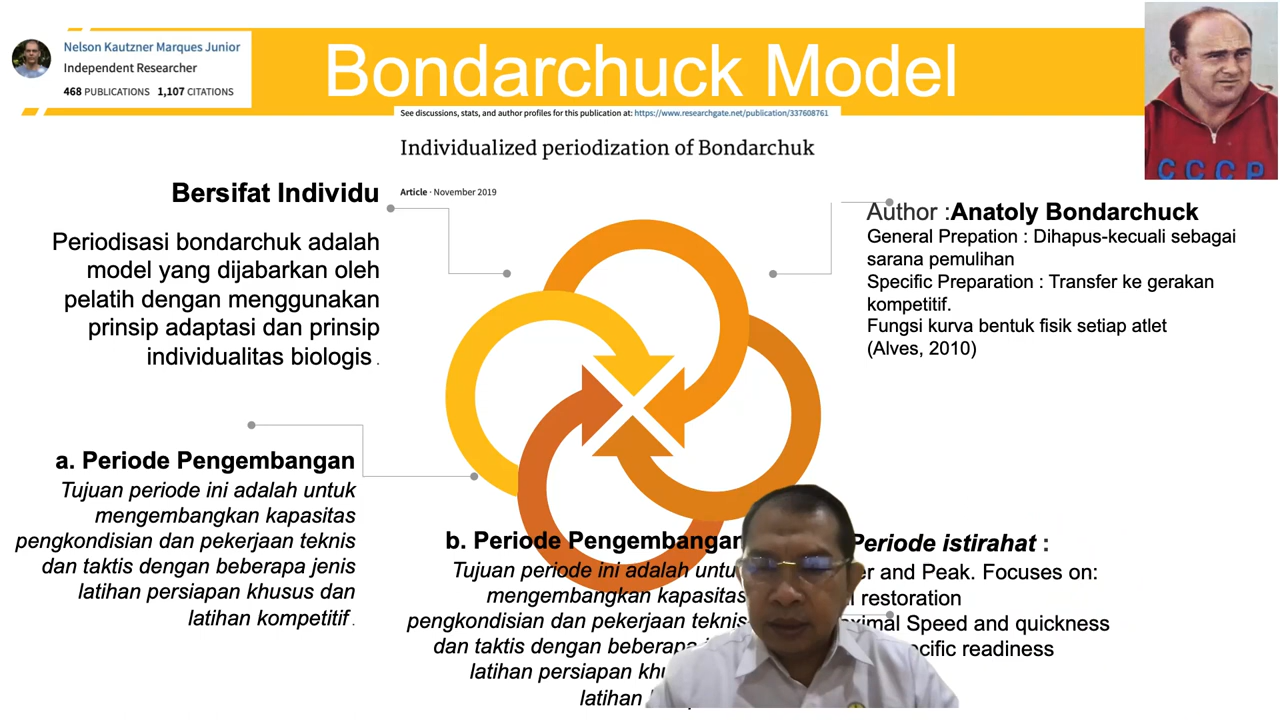 Nelson Kautzner Marques Junior
Independent Researcher
468 PUBLICATIONS 1,107 CITATIONS
Bondarchuck Model
See discussions, stats, and author profiles for this publication at: https://www.researchgate.net/publication/337608761
Individualized periodization of Bondarchuk
Article · November 2019
C C C P
Bersifat Individu
Periodisasi bondarchuk adalah
model yang dijabarkan oleh
pelatih dengan menggunakan
prinsip adaptasi dan prinsip
individualitas biologis .
Author :Anatoly Bondarchuck
General Prepation : Dihapus-kecuali sebagai
sarana pemulihan
Specific Preparation : Transfer ke gerakan
kompetitif.
Fungsi kurva bentuk fisik setiap atlet
(Alves, 2010)
a. Periode Pengembangan
Tujuan periode ini adalah untuk
mengembangkan kapasitas
pengkondisian dan pekerjaan teknis
dan taktis dengan beberapa jenis
latihan persiapan khusus dan
latihan kompetitif .
b. Periode Pengembangan
Tujuan periode ini adalah
mengembangkan kapasitas
pengkondisian dan pekerjaan teknis
dan taktis dengan beberapa
latihan persiapan
latihan
Periode istirahat :
and Peak. Focuses on:
restoration
Speed and quickness
readiness